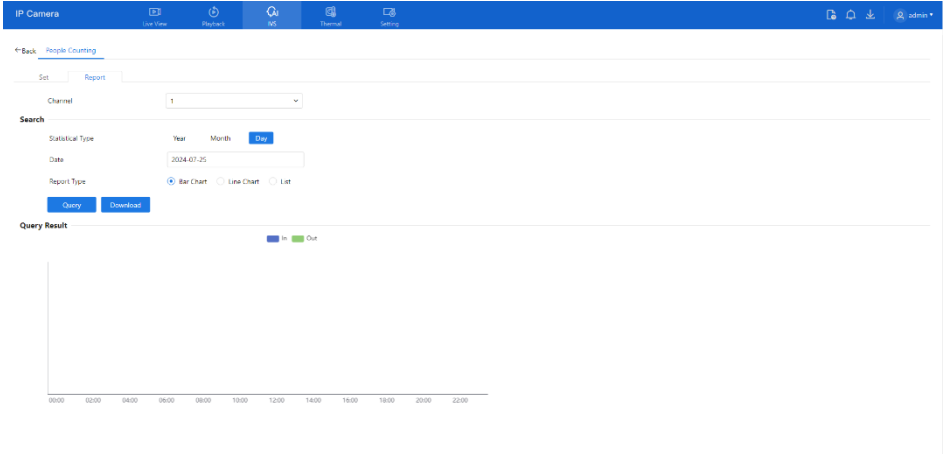 IP Camera
Live View
Playback
IVS
Thermal
Setting
admin
Back People Counting
Set Report
Channel 1
Search
Statistical Type Year Month Day
Date 2024-07-25
Report Type Bar Chart Line Chart List
Query Download
Query Result
In Out
00:00 02:00 04:00 06:00 08:00 10:00 12:00 14:00 16:00 18:00 20:00 22:00